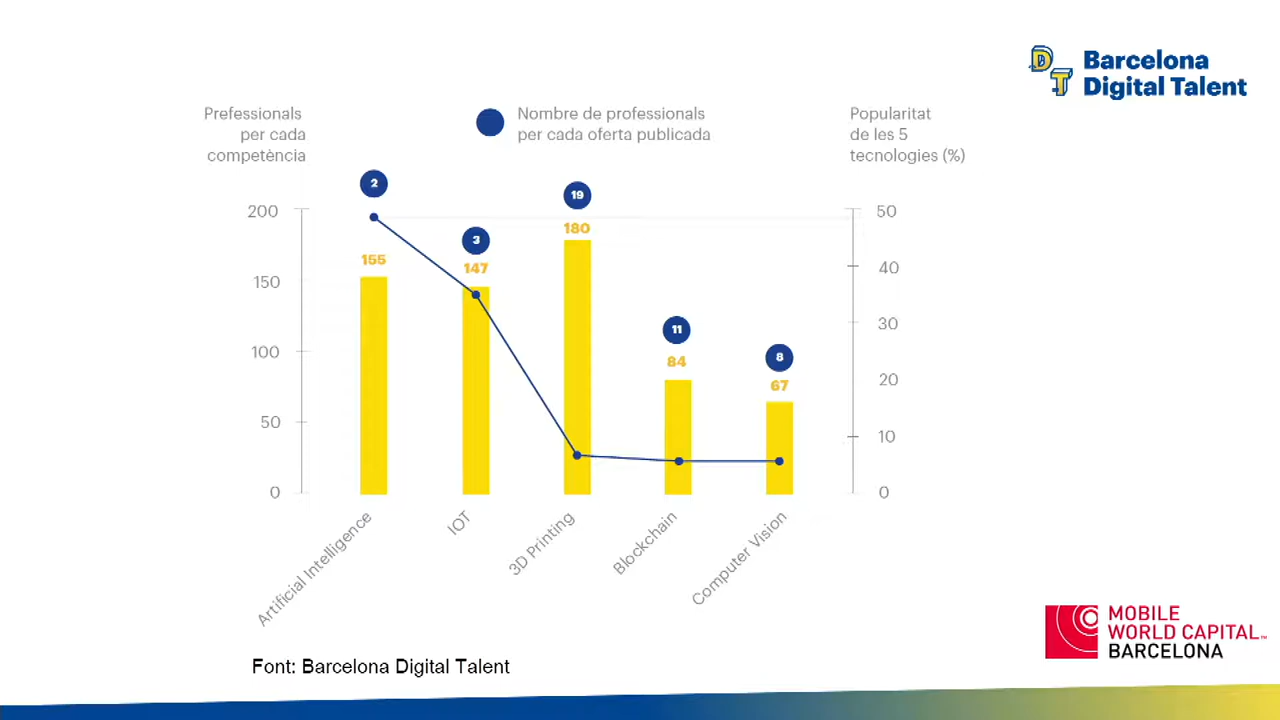 Barcelona
Digital Talent
Prefessionals
per cada
competència
Nombre de professionals
per cada oferta publicada
Popularitat
de les 5
tecnologies (%)
2
19
3
11
8
155
147
180
84
67
200
150
100
50
0
50
40
30
20
10
0
Artificial Intelligence
IOT
3D Printing
Blockchain
Computer Vision
MOBILE
WORLD CAPITAL™
BARCELONA
Font: Barcelona Digital Talent